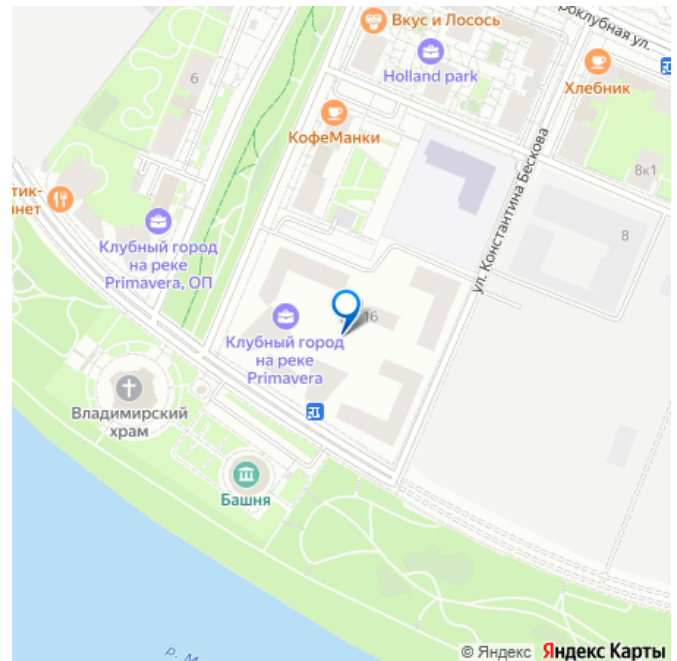 Вкус и Лосось
роклубная ул.
Holland park
Хлебник
6
КофеМанки
8к1
ул. Константина Бескова
тик-
нет
8
Клубный город
на реке
Primavera, ОП
16
Клубный город
на реке
Primavera
Владимирский
храм
Башня
р. М
© Яндекс Яндекс Карты